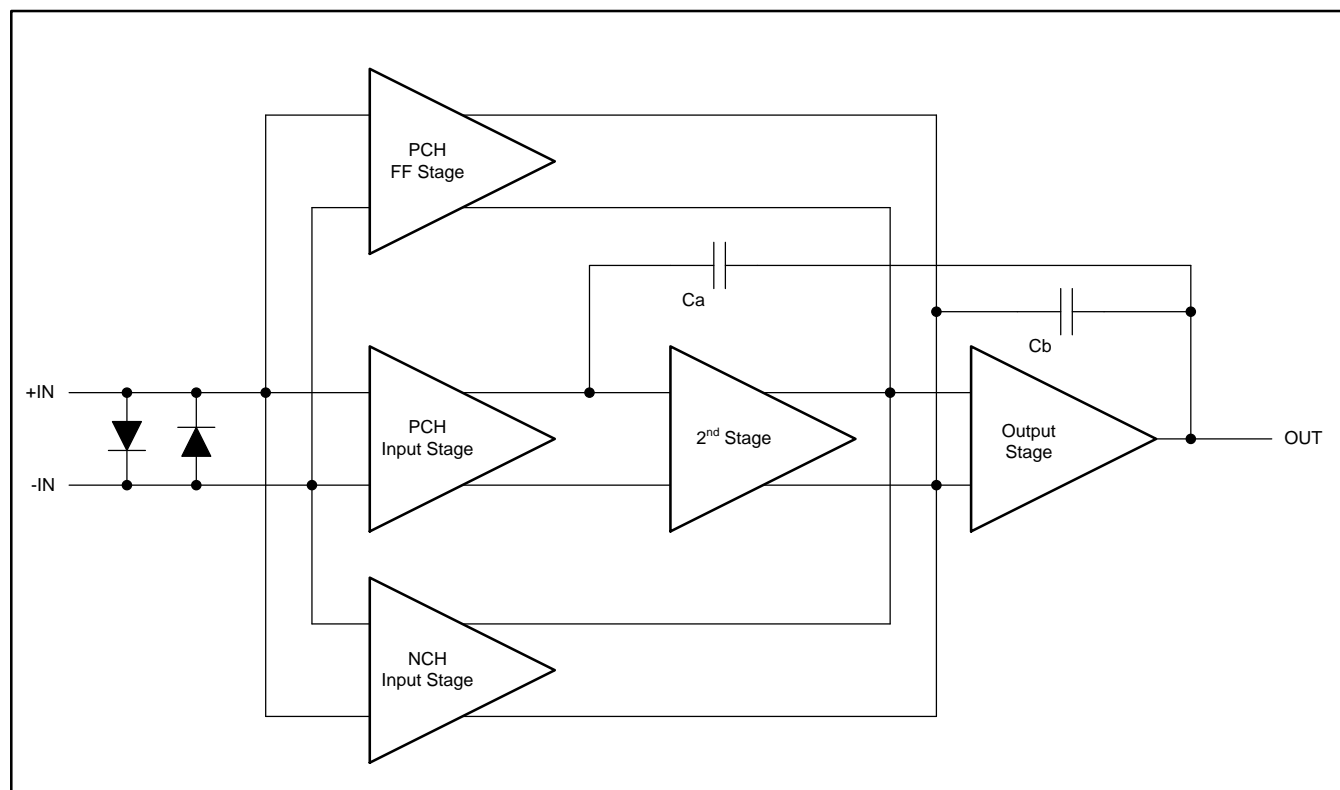 PCH
FF Stage
Ca
Cb
+IN
PCH
Input Stage
2nd Stage
Output
Stage
OUT
-IN
NCH
Input Stage